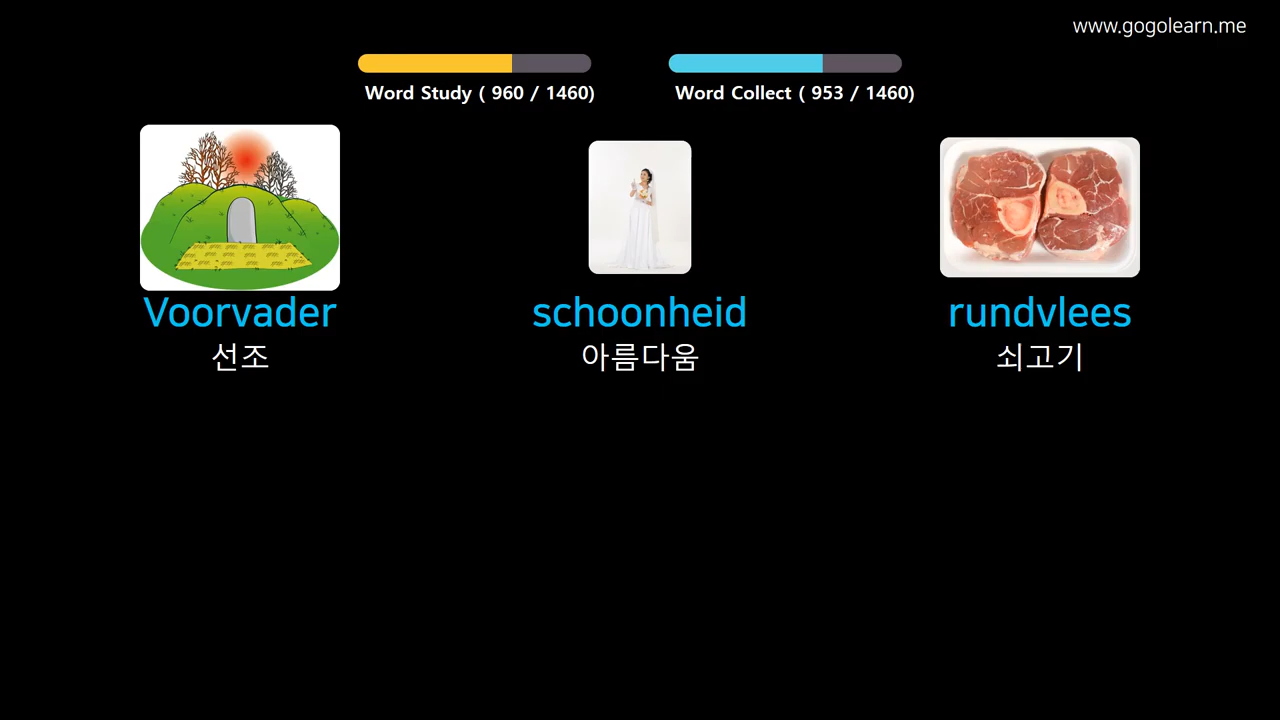 www.gogolearn.me
Word Study ( 960 / 1460)
Word Collect ( 953 / 1460)
Voorvader
선조
schoonheid
아름다움
rundvlees
쇠고기